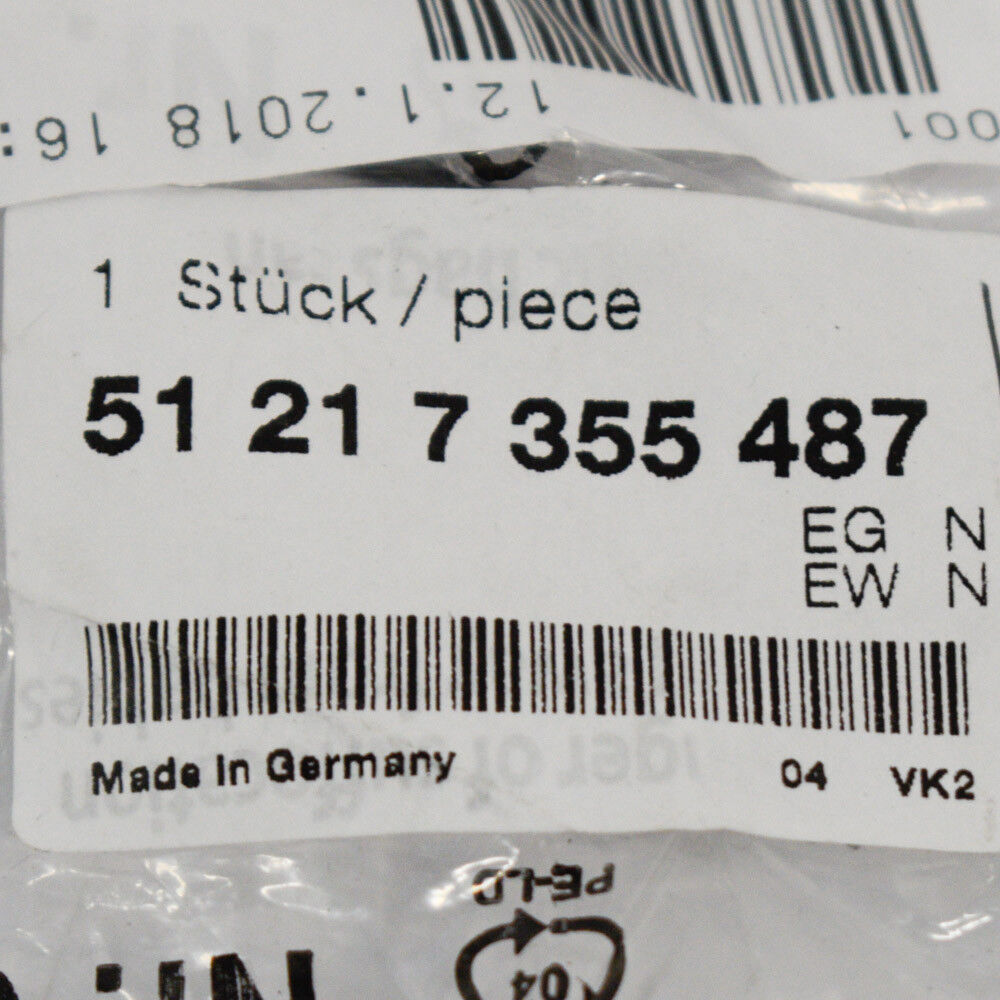 12.1.2018 16:
001
1 Stück / piece
51 21 7 355 487
EG N
EW N
Made In Germany 04 VK2
PE-LD
04